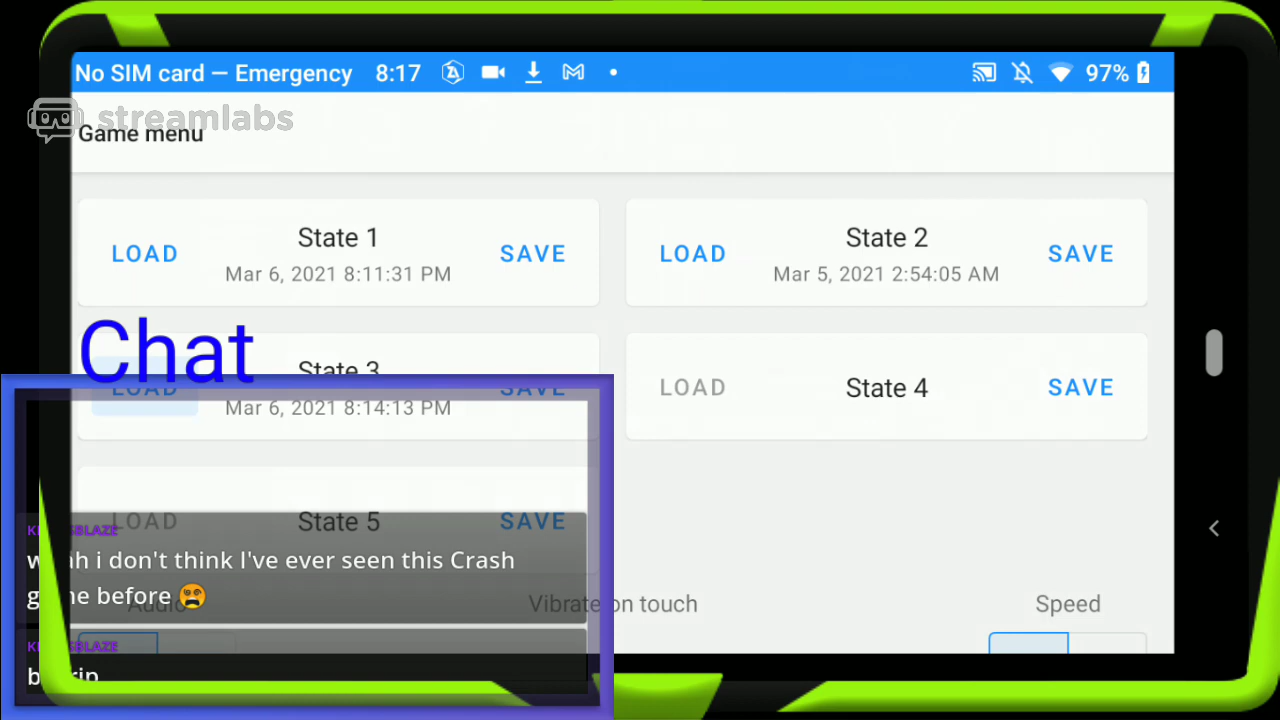 No SIM card — Emergency 8:17 97%
streamlabs
Game menu
LOAD State 1 SAVE
Mar 6, 2021 8:11:31 PM
LOAD State 2 SAVE
Mar 5, 2021 2:54:05 AM
Chat
LOAD State 3 SAVE
Mar 6, 2021 8:14:13 PM
LOAD State 4 SAVE
LOAD State 5 SAVE
i don't think I've ever seen this Crash
before 😵
Audio Vibrate on touch Speed